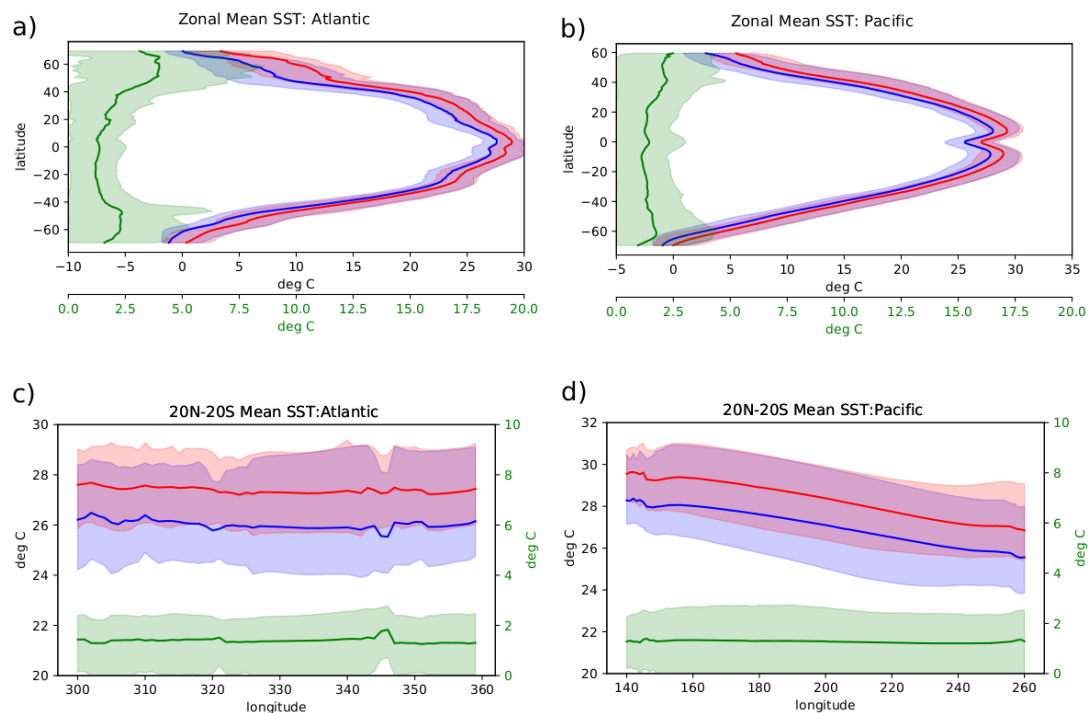 a)
Zonal Mean SST: Atlantic
60
40
20
0
−20
−40
−60
latitude
−10 −5 0 5 10 15 20 25 30
deg C
0.0 2.5 5.0 7.5 10.0 12.5 15.0 17.5 20.0
deg C
b)
Zonal Mean SST: Pacific
60
40
20
0
−20
−40
−60
latitude
−5 0 5 10 15 20 25 30 35
deg C
0.0 2.5 5.0 7.5 10.0 12.5 15.0 17.5 20.0
deg C
c)
20N-20S Mean SST:Atlantic
30
28
26
24
22
20
deg C
10
8
6
4
2
0
deg C
300 310 320 330 340 350 360
longitude
d)
20N-20S Mean SST:Pacific
32
30
28
26
24
22
20
deg C
10
8
6
4
2
0
deg C
140 160 180 200 220 240 260
longitude